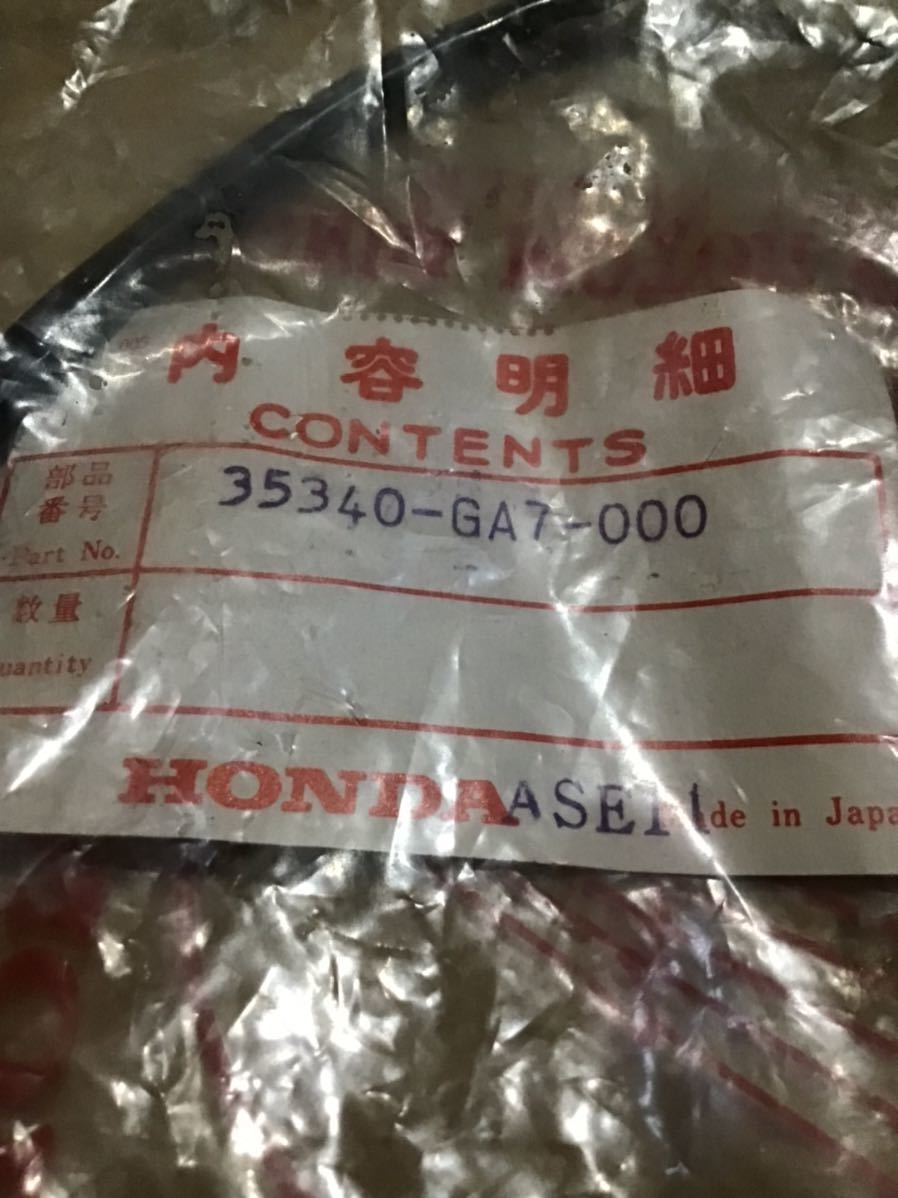 内容明細
CONTENTS
部品
番号
Part No.
35340-GA7-000
数量
uantity
HONDA ASE11 de in Japa